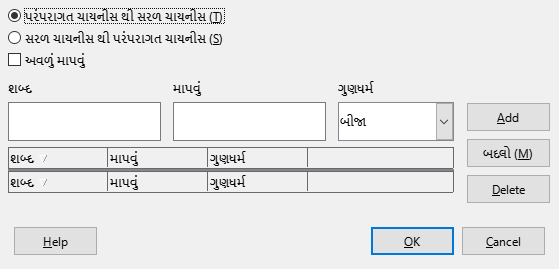 પરંપરાગત ચાયનીસ થી સરળ ચાયનીસ (T)
સરળ ચાયનીસ થી પરંપરાગત ચાયનીસ (S)
અવળું માપવું
શબ્દ માપવું ગુણધર્મ
બીજા
Add
શબ્દ / માપવું ગુણધર્મ
બદલો (M)
શબ્દ / માપવું ગુણધર્મ
Delete
Help OK Cancel